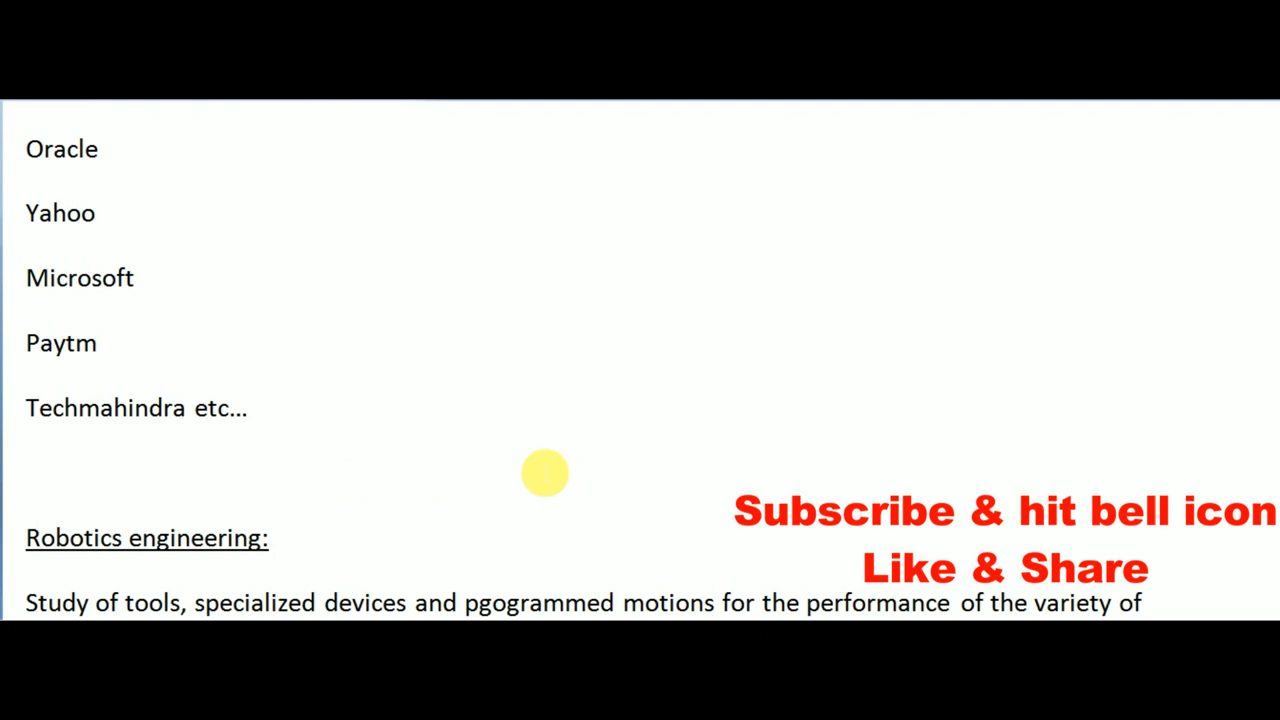 Oracle
Yahoo
Microsoft
Paytm
Techmahindra etc...
Robotics engineering:
Subscribe & hit bell icon
Like & Share
Study of tools, specialized devices and pgogrammed motions for the performance of the variety of